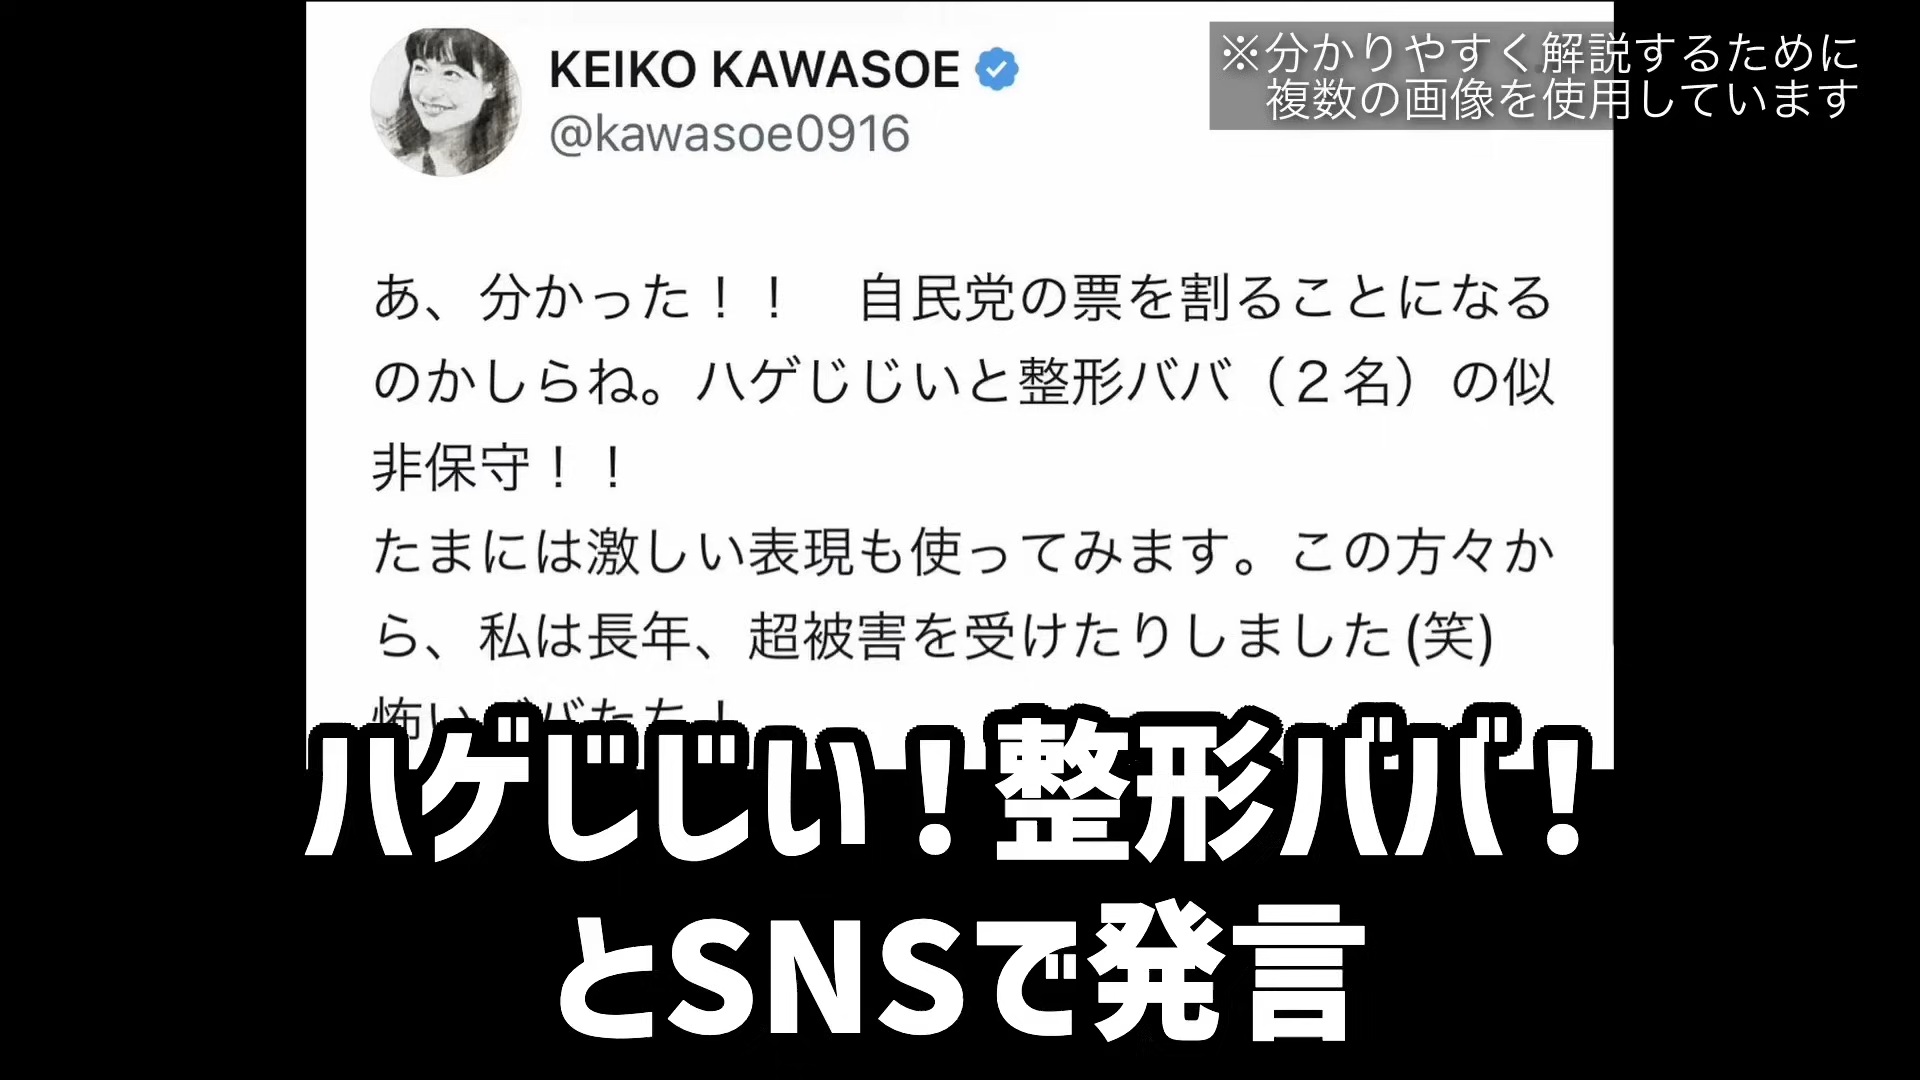 KEIKO KAWASOE
@kawasoe0916
※分かりやすく解説するために
複数の画像を使用しています
あ、分かった！！　自民党の票を割ることになる
のかしらね。ハゲじじいと整形ババ（２名）の似
非保守！！
たまには激しい表現も使ってみます。この方々か
ら、私は長年、超被害を受けたりしました(笑)
怖いババたち！
ハゲじじい！整形ババ！
とSNSで発言